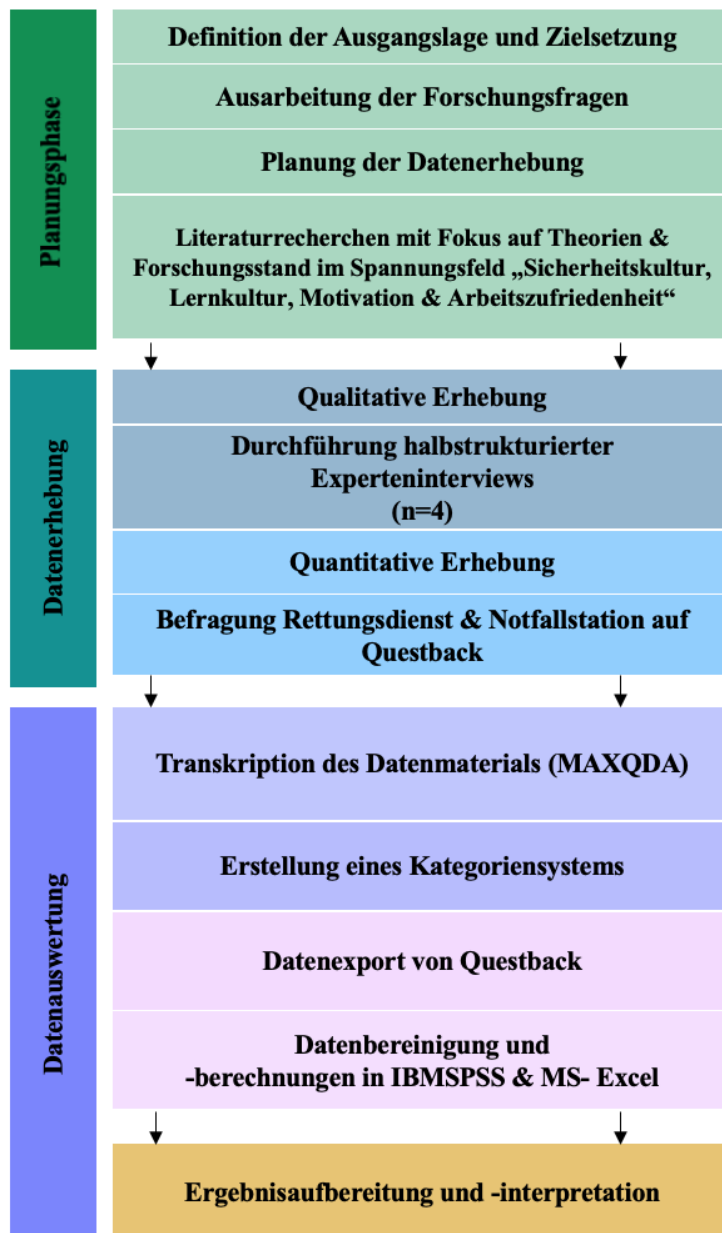 Planungsphase
Definition der Ausgangslage und Zielsetzung
Ausarbeitung der Forschungsfragen
Planung der Datenerhebung
Literaturrecherchen mit Fokus auf Theorien &
Forschungsstand im Spannungsfeld „Sicherheitskultur,
Lernkultur, Motivation & Arbeitszufriedenheit“
Datenerhebung
Qualitative Erhebung
Durchführung halbstrukturierter
Experteninterviews
(n=4)
Quantitative Erhebung
Befragung Rettungsdienst & Notfallstation auf
Questback
Datenauswertung
Transkription des Datenmaterials (MAXQDA)
Erstellung eines Kategoriensystems
Datenexport von Questback
Datenbereinigung und
-berechnungen in IBMSPSS & MS- Excel
Ergebnisaufbereitung und -interpretation